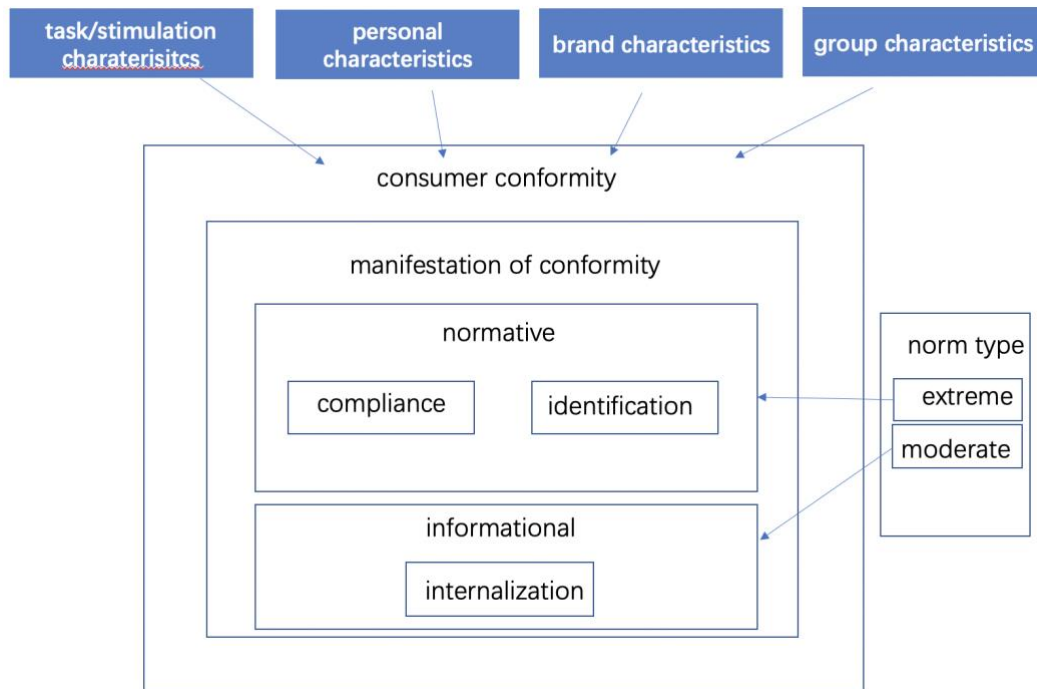 task/stimulation
charaterisitcs
personal
characteristics
brand characteristics
group characteristics
consumer conformity
manifestation of conformity
normative
compliance
identification
norm type
extreme
moderate
informational
internalization